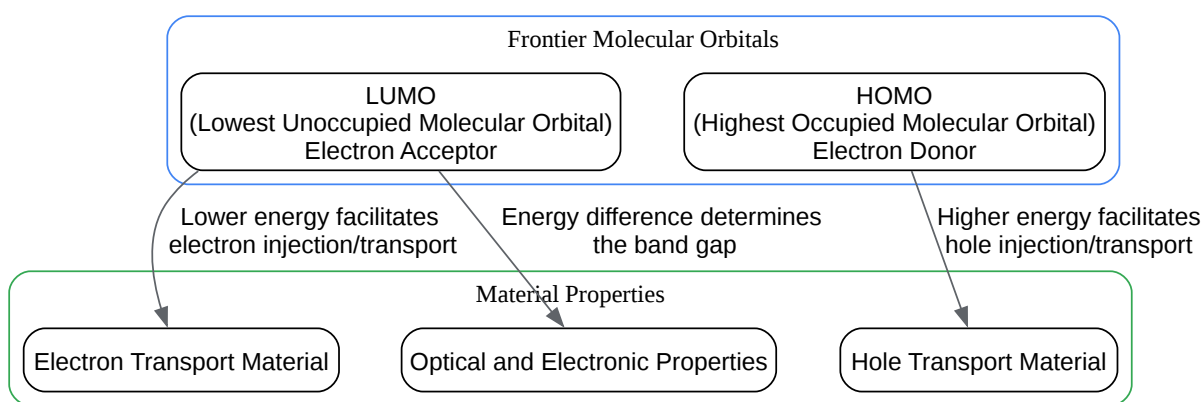 Frontier Molecular Orbitals
LUMO
(Lowest Unoccupied Molecular Orbital)
Electron Acceptor
HOMO
(Highest Occupied Molecular Orbital)
Electron Donor
Lower energy facilitates
electron injection/transport
Energy difference determines
the band gap
Higher energy facilitates
hole injection/transport
Material Properties
Electron Transport Material
Optical and Electronic Properties
Hole Transport Material